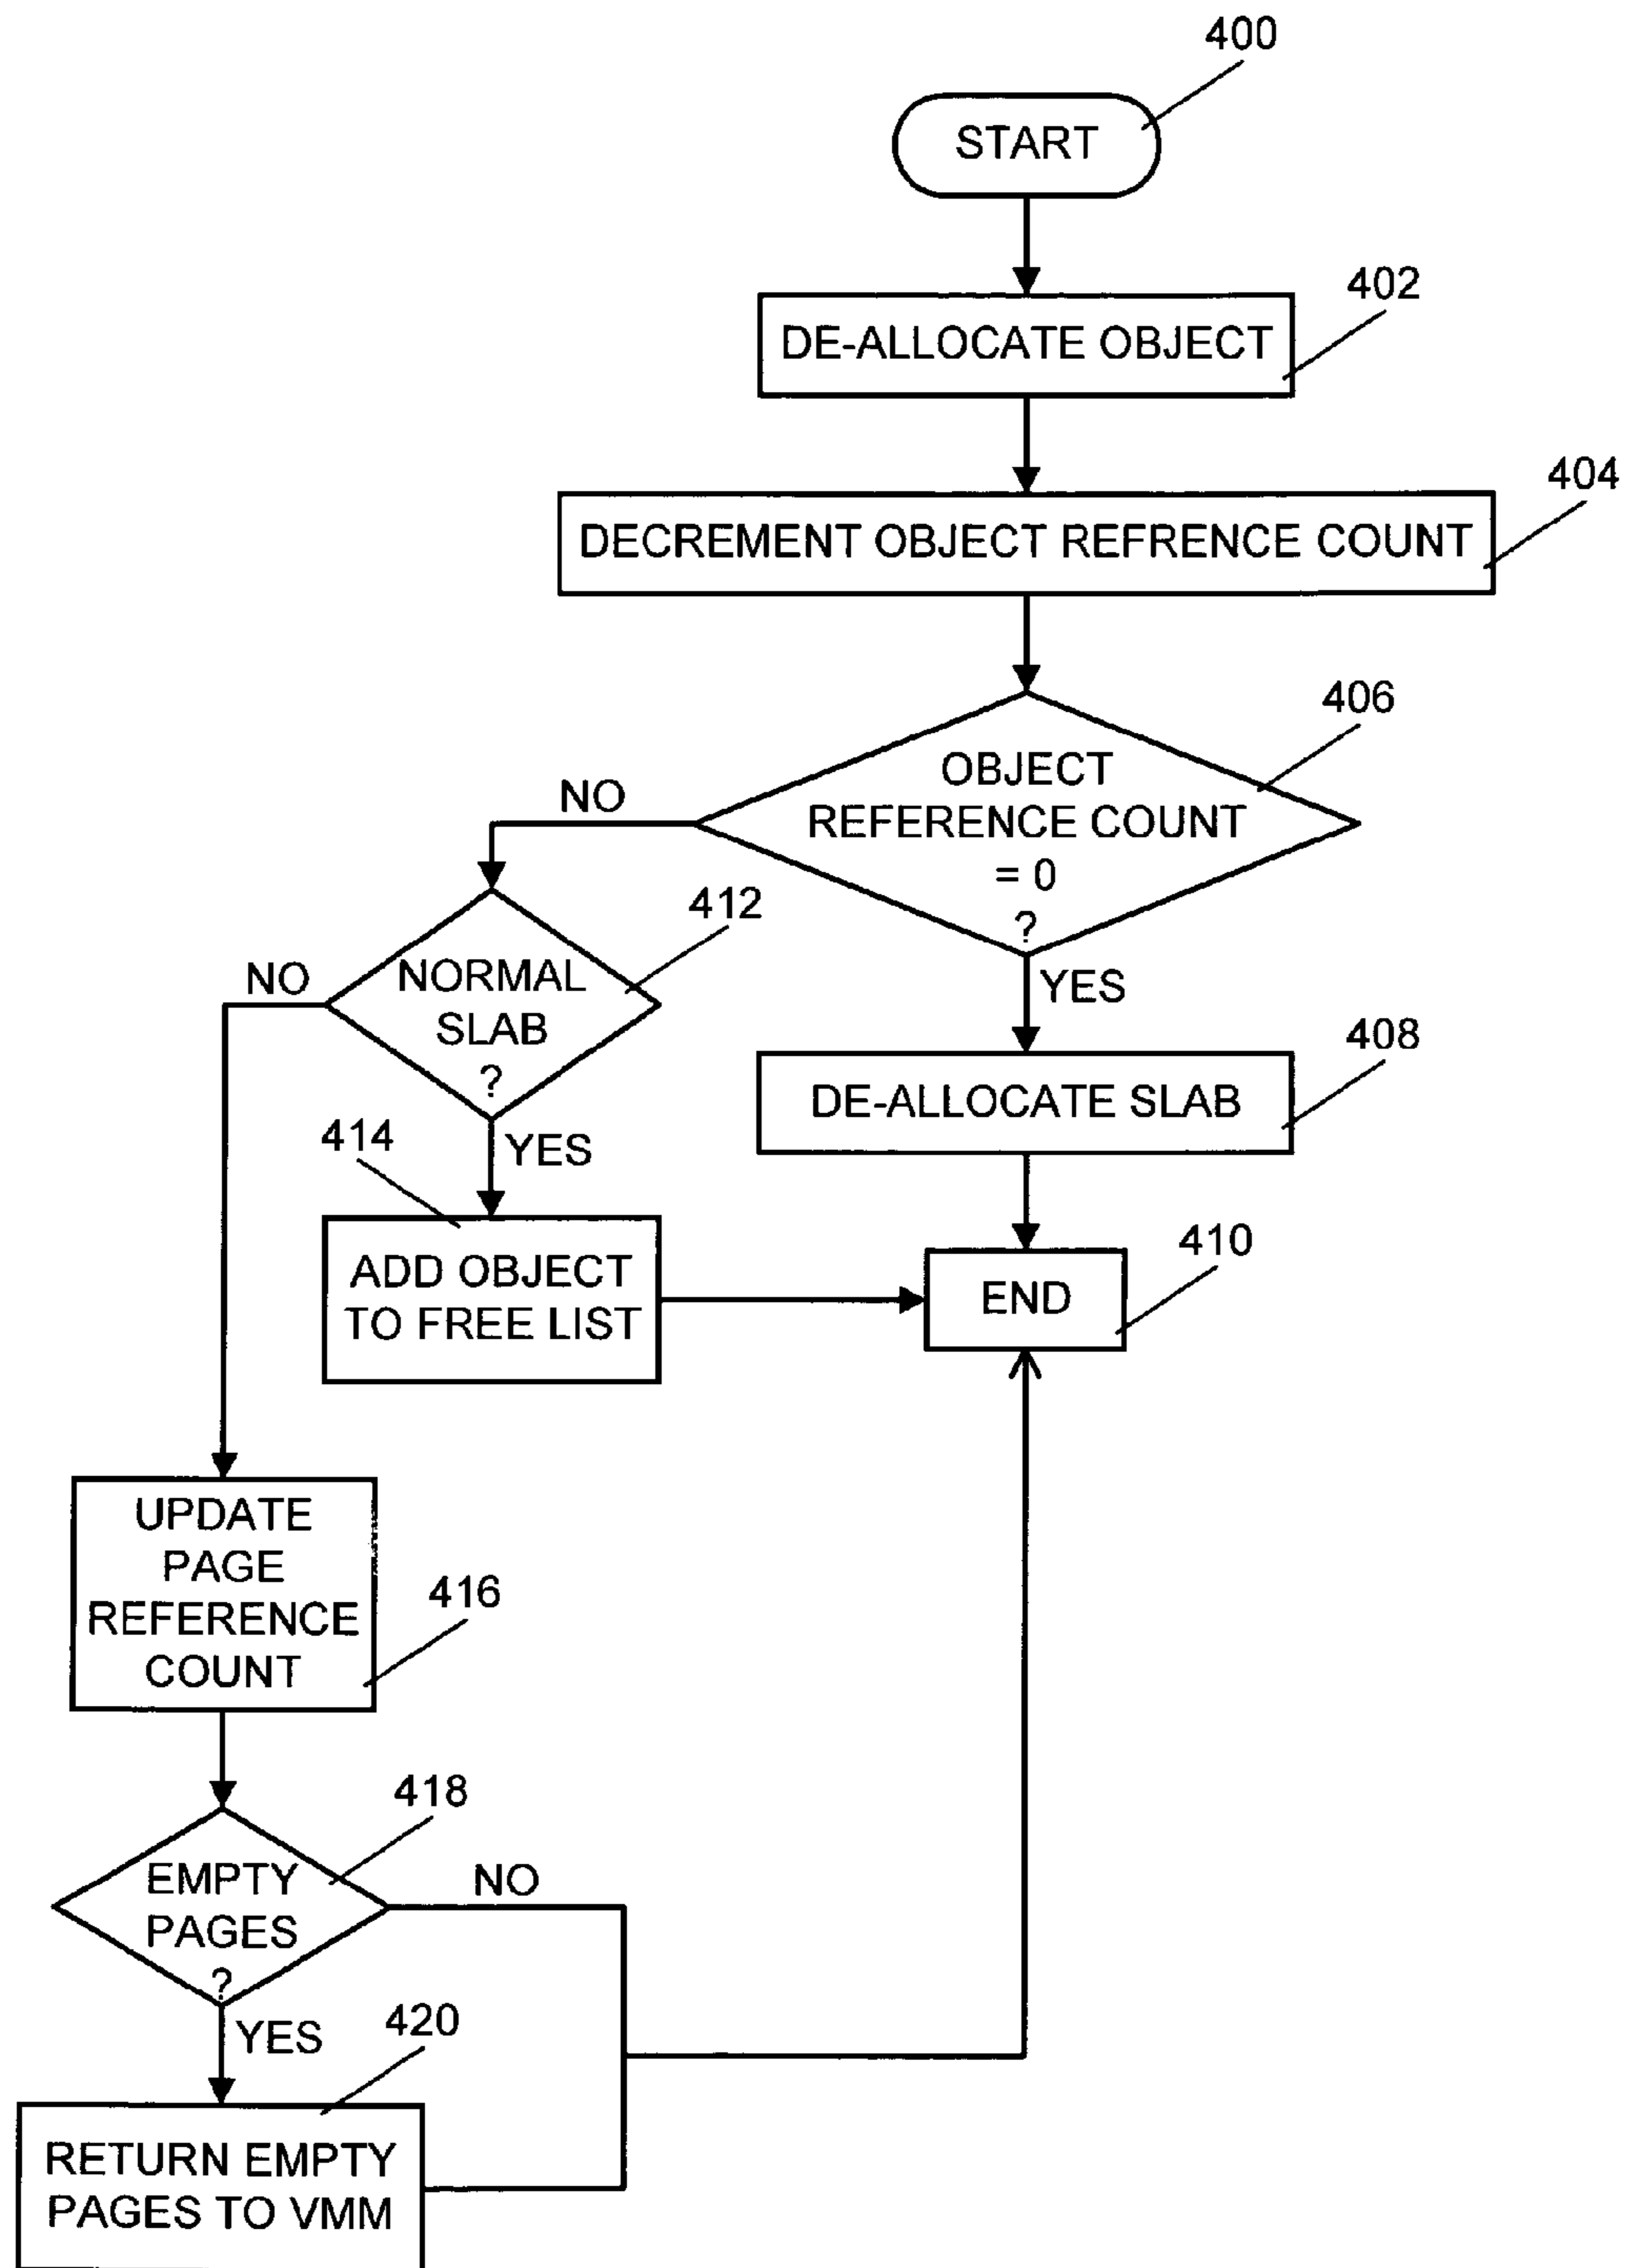 400
START
402
DE-ALLOCATE OBJECT
404
DECREMENT OBJECT REFRENCE COUNT
406
OBJECT
REFERENCE COUNT
= 0
?
NO
YES
412
NORMAL
SLAB
?
NO
YES
408
DE-ALLOCATE SLAB
414
ADD OBJECT
TO FREE LIST
410
END
UPDATE
PAGE
REFERENCE
COUNT
416
418
EMPTY
PAGES
?
NO
YES
420
RETURN EMPTY
PAGES TO VMM